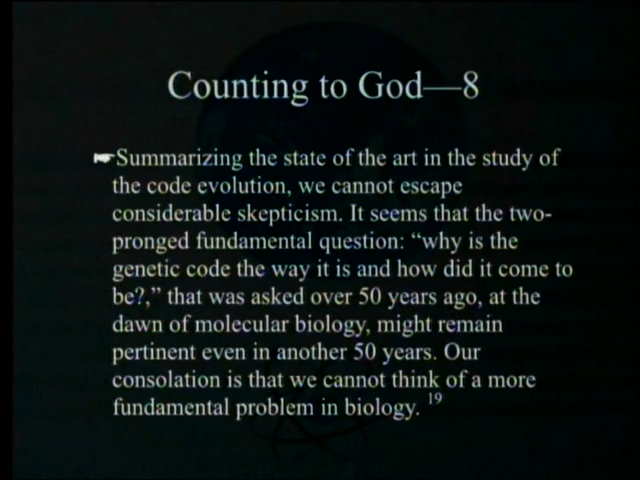 Counting to God—8
☛Summarizing the state of the art in the study of
the code evolution, we cannot escape
considerable skepticism. It seems that the two-
pronged fundamental question: “why is the
genetic code the way it is and how did it come to
be?,” that was asked over 50 years ago, at the
dawn of molecular biology, might remain
pertinent even in another 50 years. Our
consolation is that we cannot think of a more
fundamental problem in biology. 19